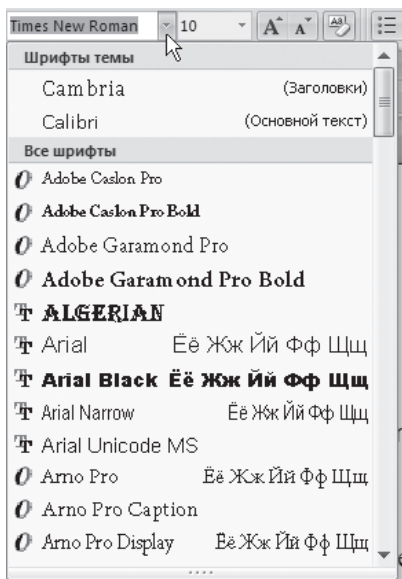 Times New Roman 10
Шрифты темы
Cambria (Заголовки)
Calibri (Основной текст)
Все шрифты
Adobe Caslon Pro
Adobe Caslon Pro Bold
Adobe Garamond Pro
Adobe Garamond Pro Bold
ALGERIAN
Arial Ёё Жж Йй Фф Щщ
Arial Black Ёё Жж Йй Фф Щщ
Arial Narrow Ёё Жж Йй Фф Щщ
Arial Unicode MS
Arno Pro Ёё Жж Йй Фф Щщ
Arno Pro Caption
Arno Pro Display Ёё Жж Йй Фф Щщ